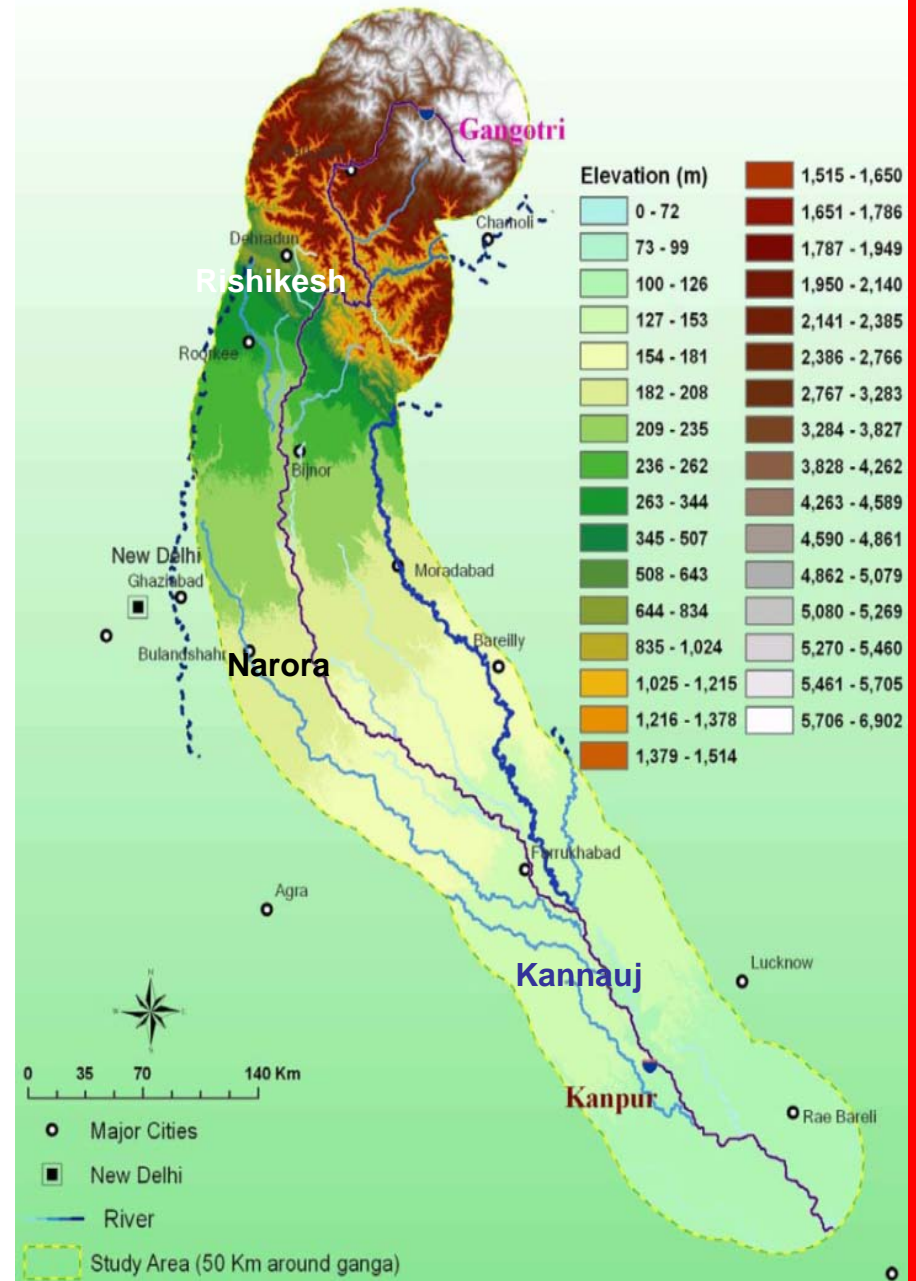 Gangotri
Chamoli
Dehradun
Rishikesh
Roorkee
Bijnor
New Delhi
Ghaziabad
Moradabad
Bulandshahr
Narora
Bareilly
Farrukhabad
Agra
Kannauj
Lucknow
Kanpur
Rae Bareli
Elevation (m)
0 - 72
73 - 99
100 - 126
127 - 153
154 - 181
182 - 208
209 - 235
236 - 262
263 - 344
345 - 507
508 - 643
644 - 834
835 - 1,024
1,025 - 1,215
1,216 - 1,378
1,379 - 1,514
1,515 - 1,650
1,651 - 1,786
1,787 - 1,949
1,950 - 2,140
2,141 - 2,385
2,386 - 2,766
2,767 - 3,283
3,284 - 3,827
3,828 - 4,262
4,263 - 4,589
4,590 - 4,861
4,862 - 5,079
5,080 - 5,269
5,270 - 5,460
5,461 - 5,705
5,706 - 6,902
N
W E
S
0 35 70 140 Km
Major Cities
New Delhi
River
Study Area (50 Km around ganga)